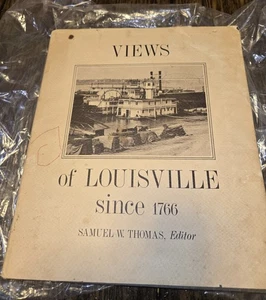 VIEWS
of LOUISVILLE
since 1766
SAMUEL W. THOMAS, Editor